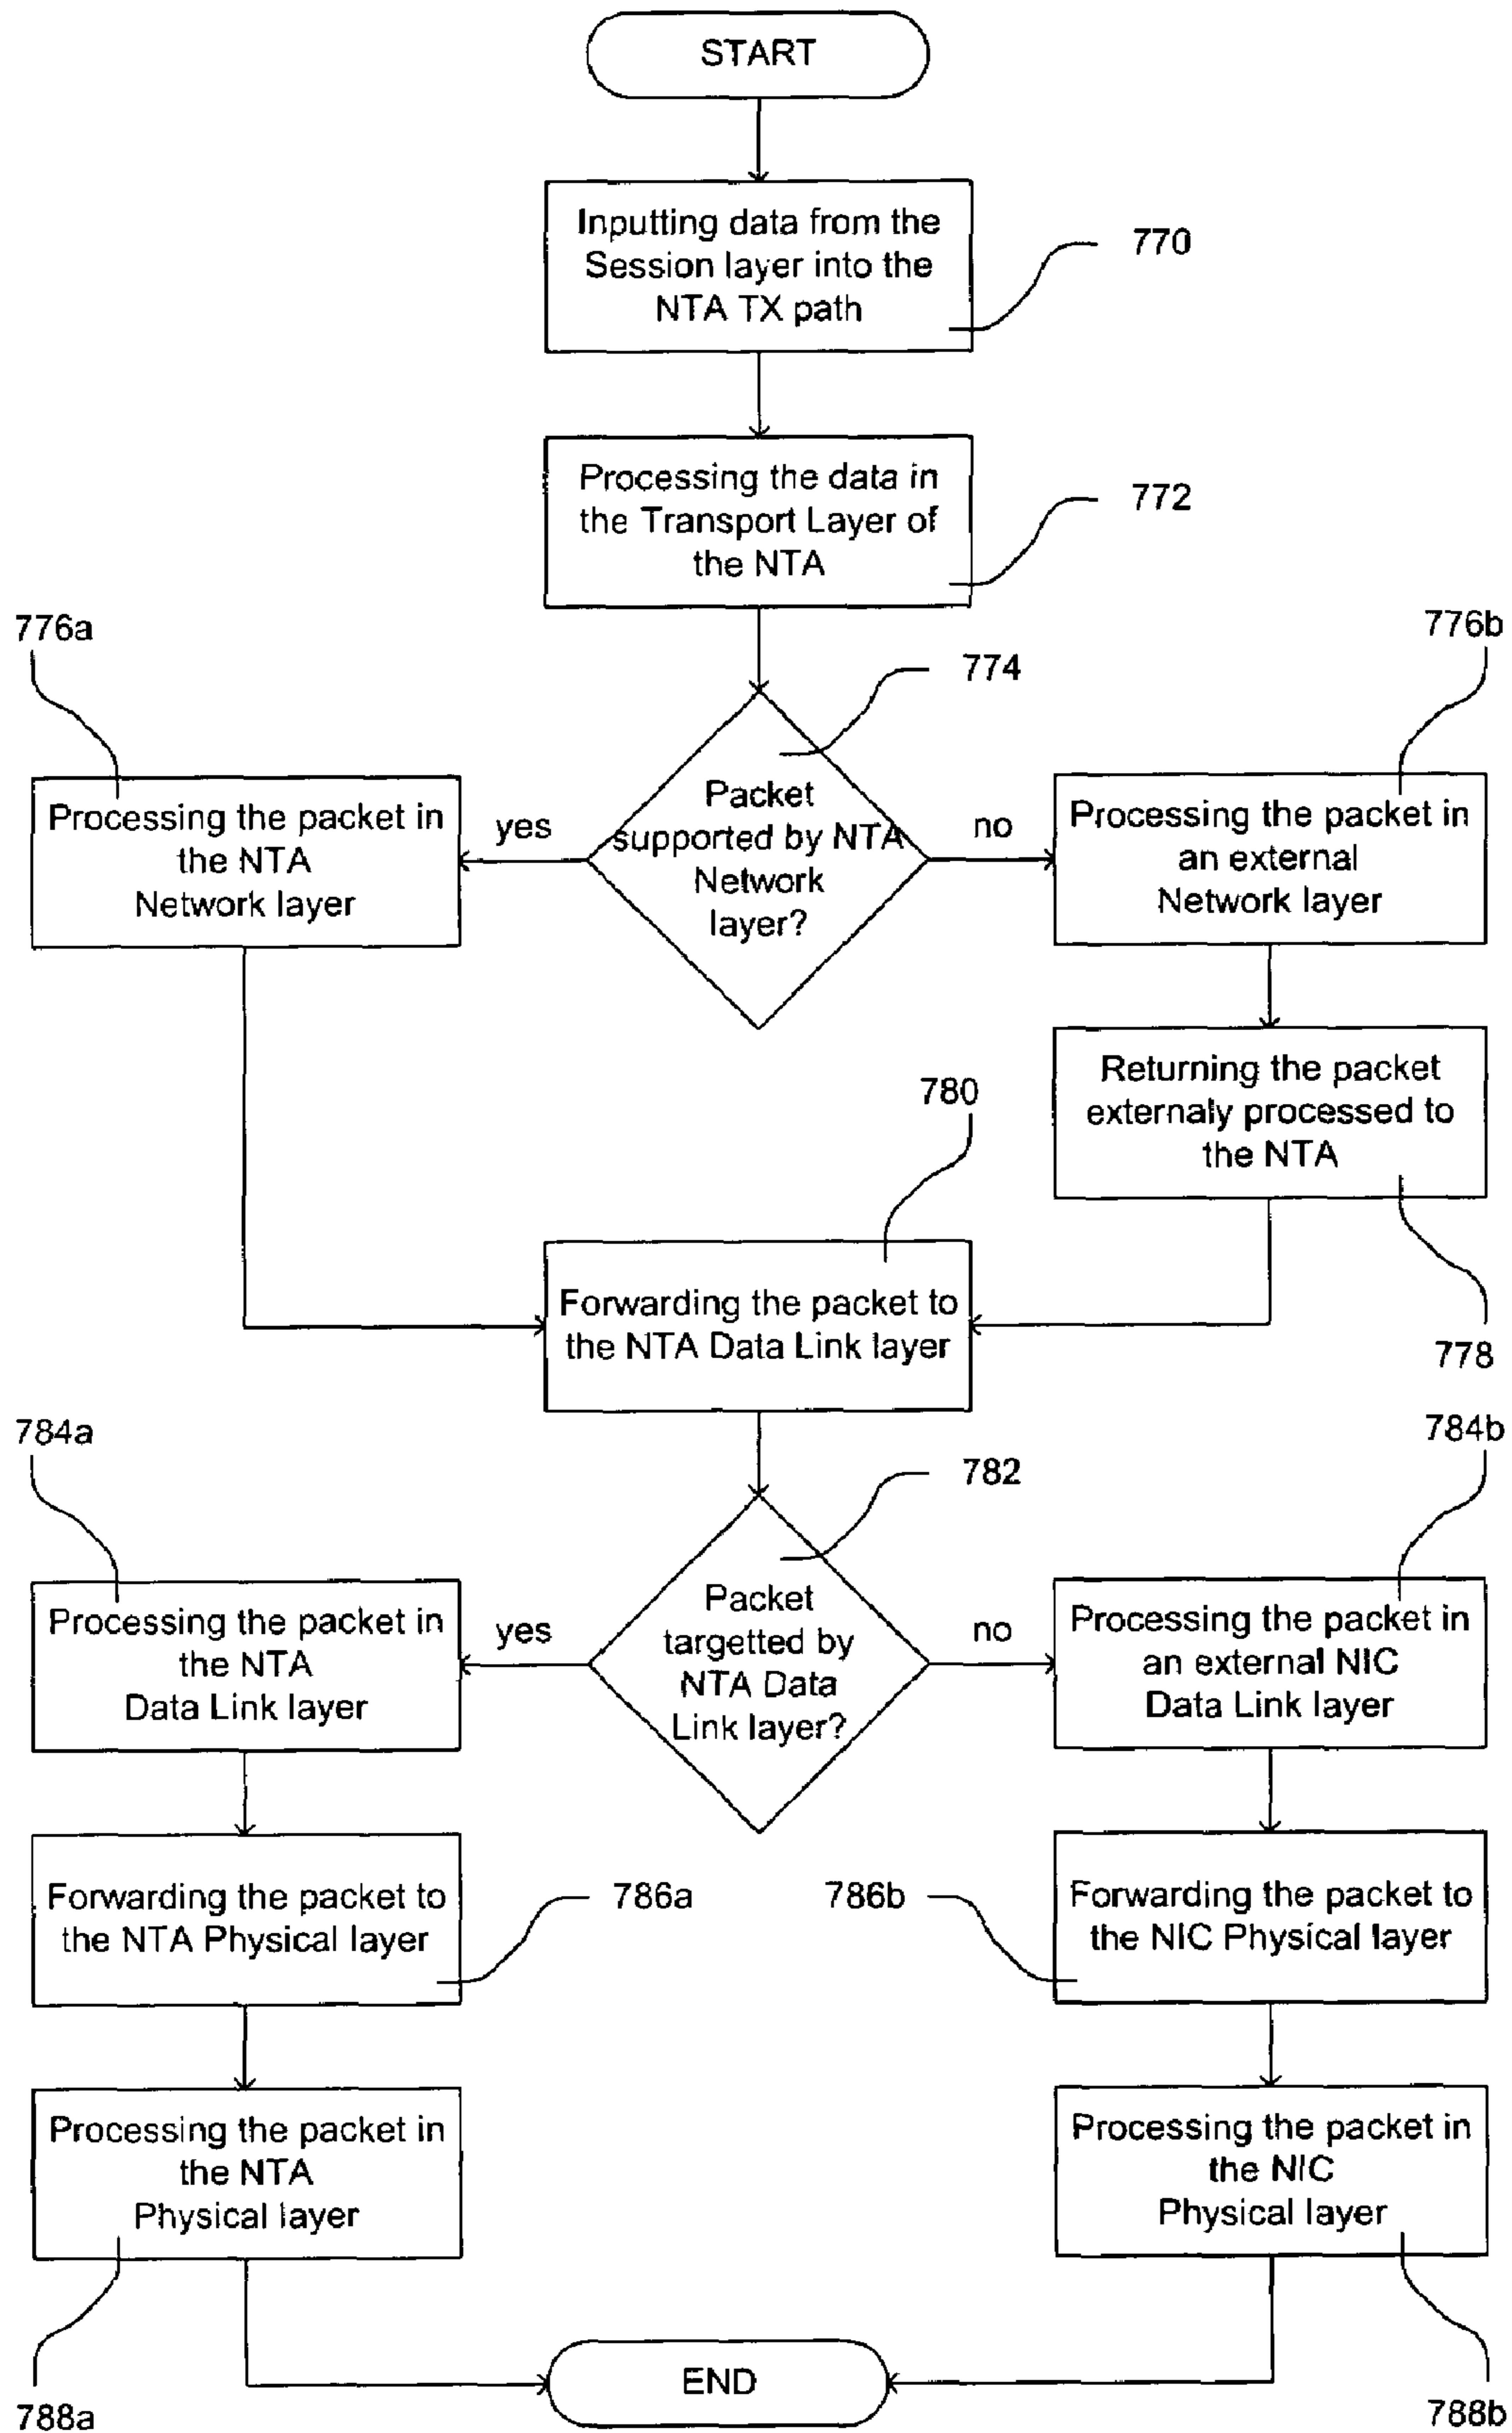 START
Inputting data from the
Session layer into the
NTA TX path
770
Processing the data in
the Transport Layer of
the NTA
772
776a
776b
774
Processing the packet in
the NTA
Network layer
yes
Packet
supported by NTA
Network
layer?
no
Processing the packet in
an external
Network layer
Returning the packet
externaly processed to
the NTA
778
780
Forwarding the packet to
the NTA Data Link layer
784a
784b
782
Processing the packet in
the NTA
Data Link layer
yes
Packet
targetted by
NTA Data
Link layer?
no
Processing the packet in
an external NIC
Data Link layer
Forwarding the packet to
the NTA Physical layer
786a
786b
Forwarding the packet to
the NIC Physical layer
Processing the packet in
the NTA
Physical layer
Processing the packet in
the NIC
Physical layer
END
788a
788b